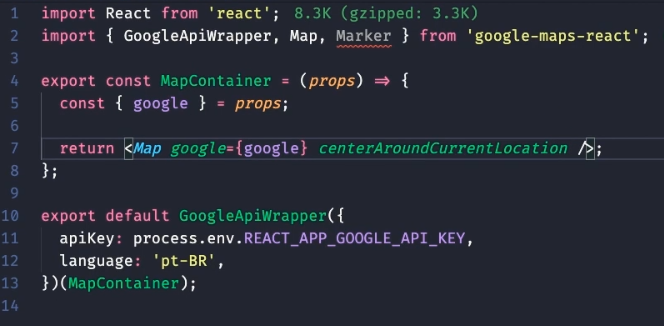 1 import React from 'react'; 8.3K (gzipped: 3.3K)
2 import { GoogleApiWrapper, Map, Marker } from 'google-maps-react';
3
4 export const MapContainer = (props) ⇒ {
5 const { google } = props;
6
7 return <Map google={google} centerAroundCurrentLocation />;
8 };
9
10 export default GoogleApiWrapper({
11 apiKey: process.env.REACT_APP_GOOGLE_API_KEY,
12 language: 'pt-BR',
13 })(MapContainer);
14